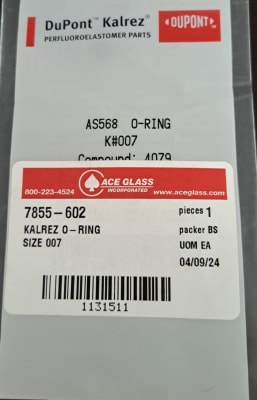 DuPont™ Kalrez®
PERFLUOROELASTOMER PARTS
DUPONT
AS568 O-RING
K#007
Compound: 4079
800-223-4524
ACE GLASS
INCORPORATED
www.aceglass.com
7855-602
pieces 1
KALREZ O-RING
packer BS
SIZE 007
UOM EA
04/09/24
1131511